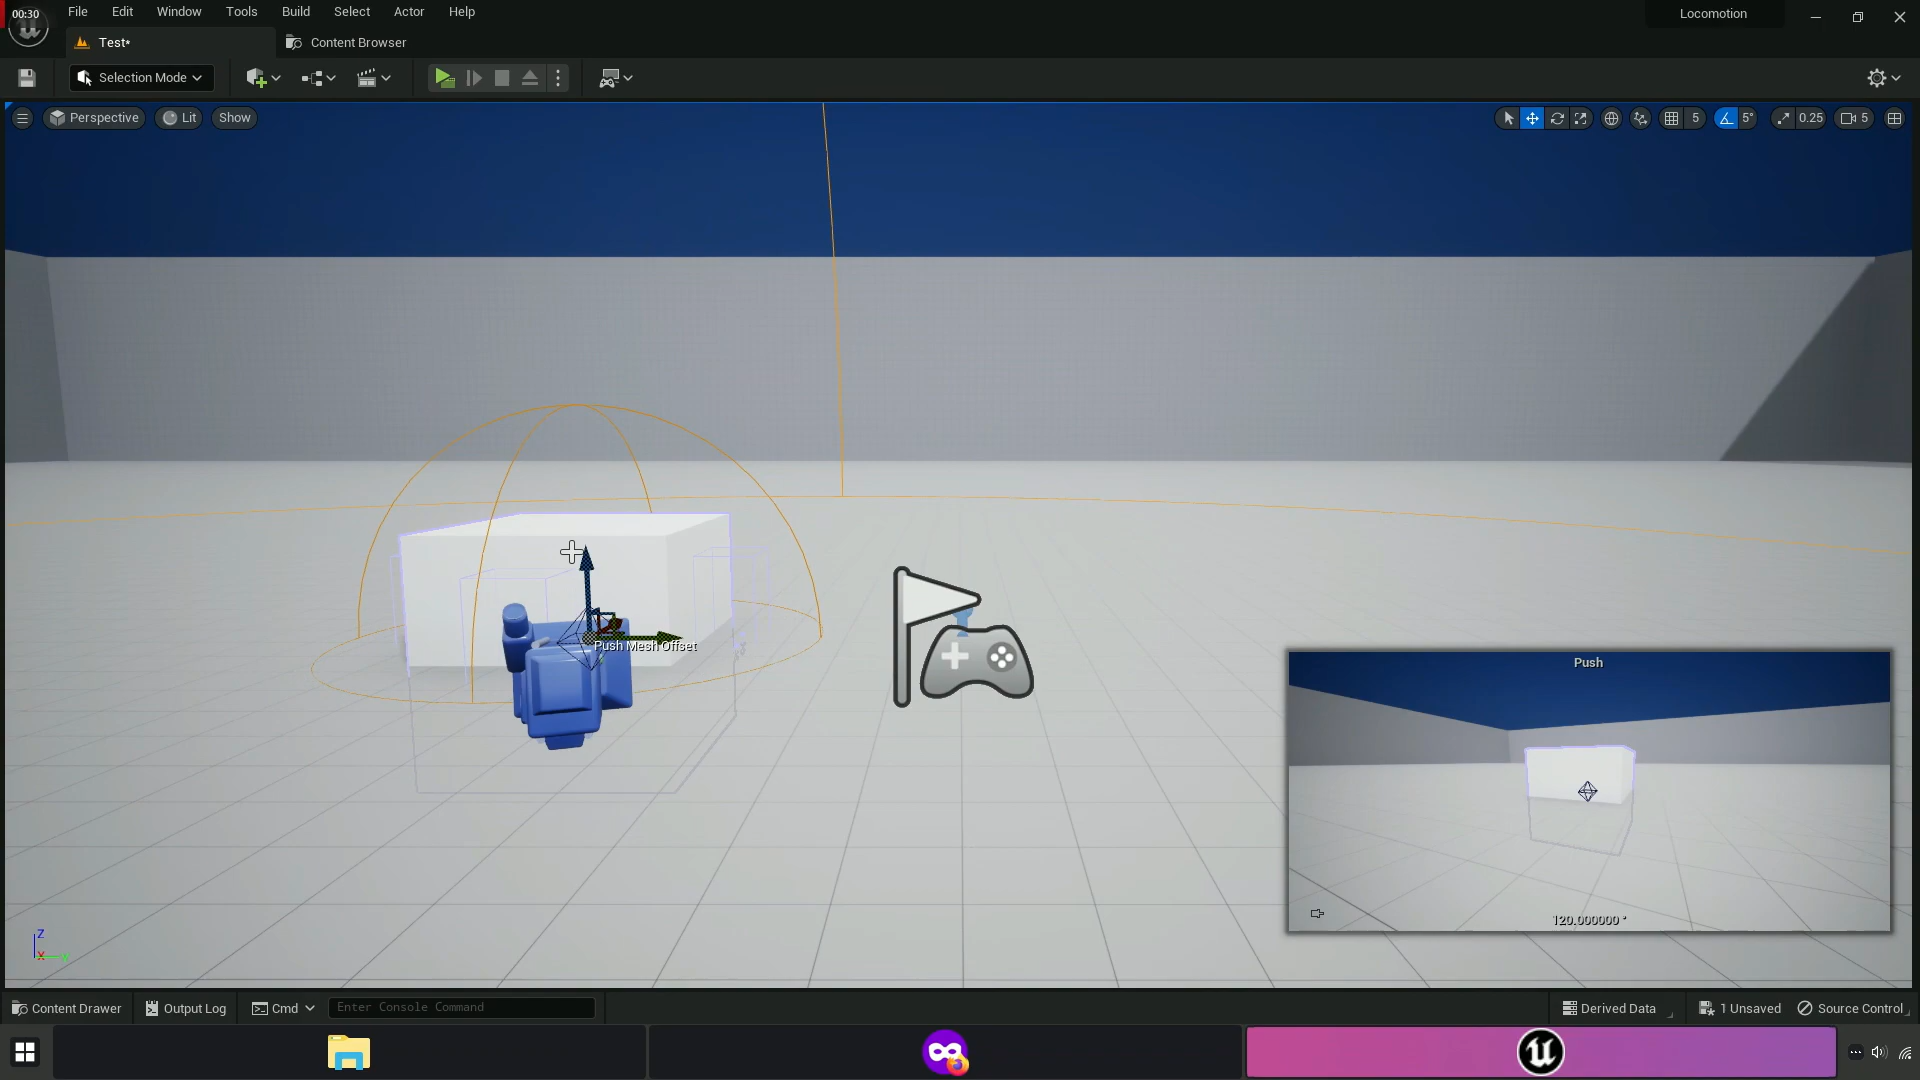 00:30
File Edit Window Tools Build Select Actor Help
Locomotion
Test*
Content Browser
Selection Mode
Perspective
Lit
Show
5
5°
0.25
5
Push Mesh Offset
Push
120.000000 °
Z
X
Y
Content Drawer
Output Log
Cmd
Enter Console Command
Derived Data
1 Unsaved
Source Control